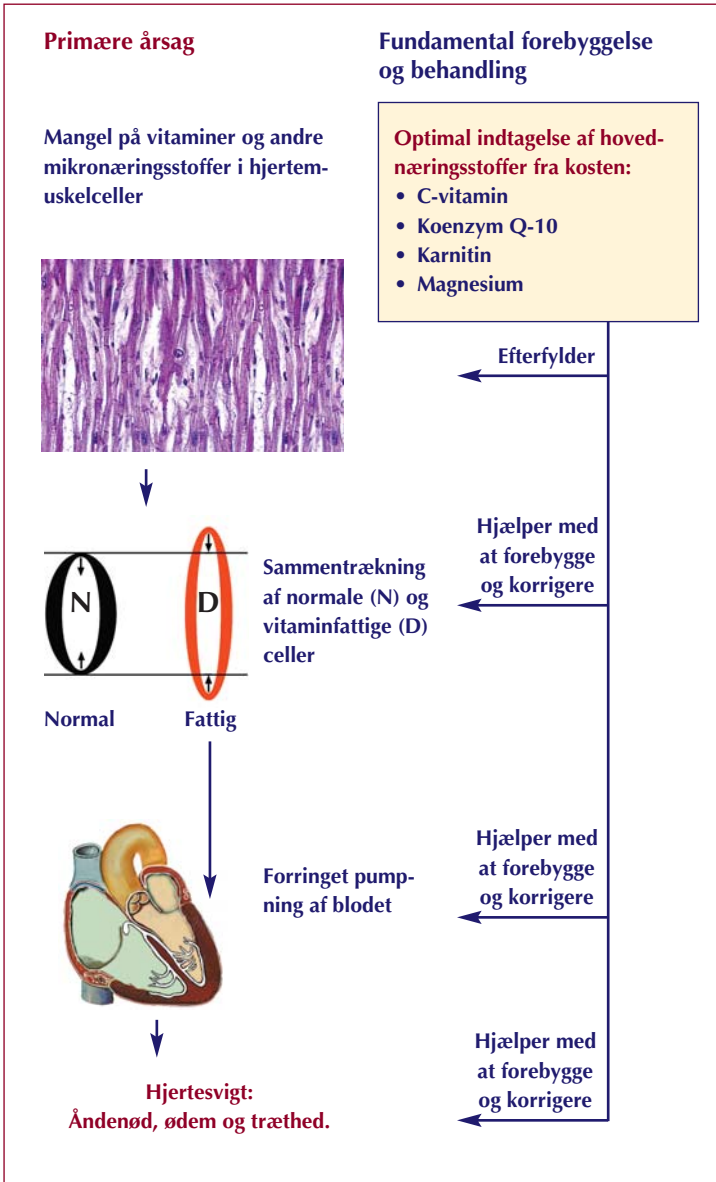 Primære årsag
Fundamental forebyggelse
og behandling
Mangel på vitaminer og andre
mikronæringsstoffer i hjertem-
uskelceller
Optimal indtagelse af hoved-
næringsstoffer fra kosten:
• C-vitamin
• Koenzym Q-10
• Karnitin
• Magnesium
Efterfylder
N
D
Normal
Fattig
Sammentrækning
af normale (N) og
vitaminfattige (D)
celler
Hjælper med
at forebygge
og korrigere
Forringet pump-
ning af blodet
Hjælper med
at forebygge
og korrigere
Hjertesvigt:
Åndenød, ødem og træthed.
Hjælper med
at forebygge
og korrigere